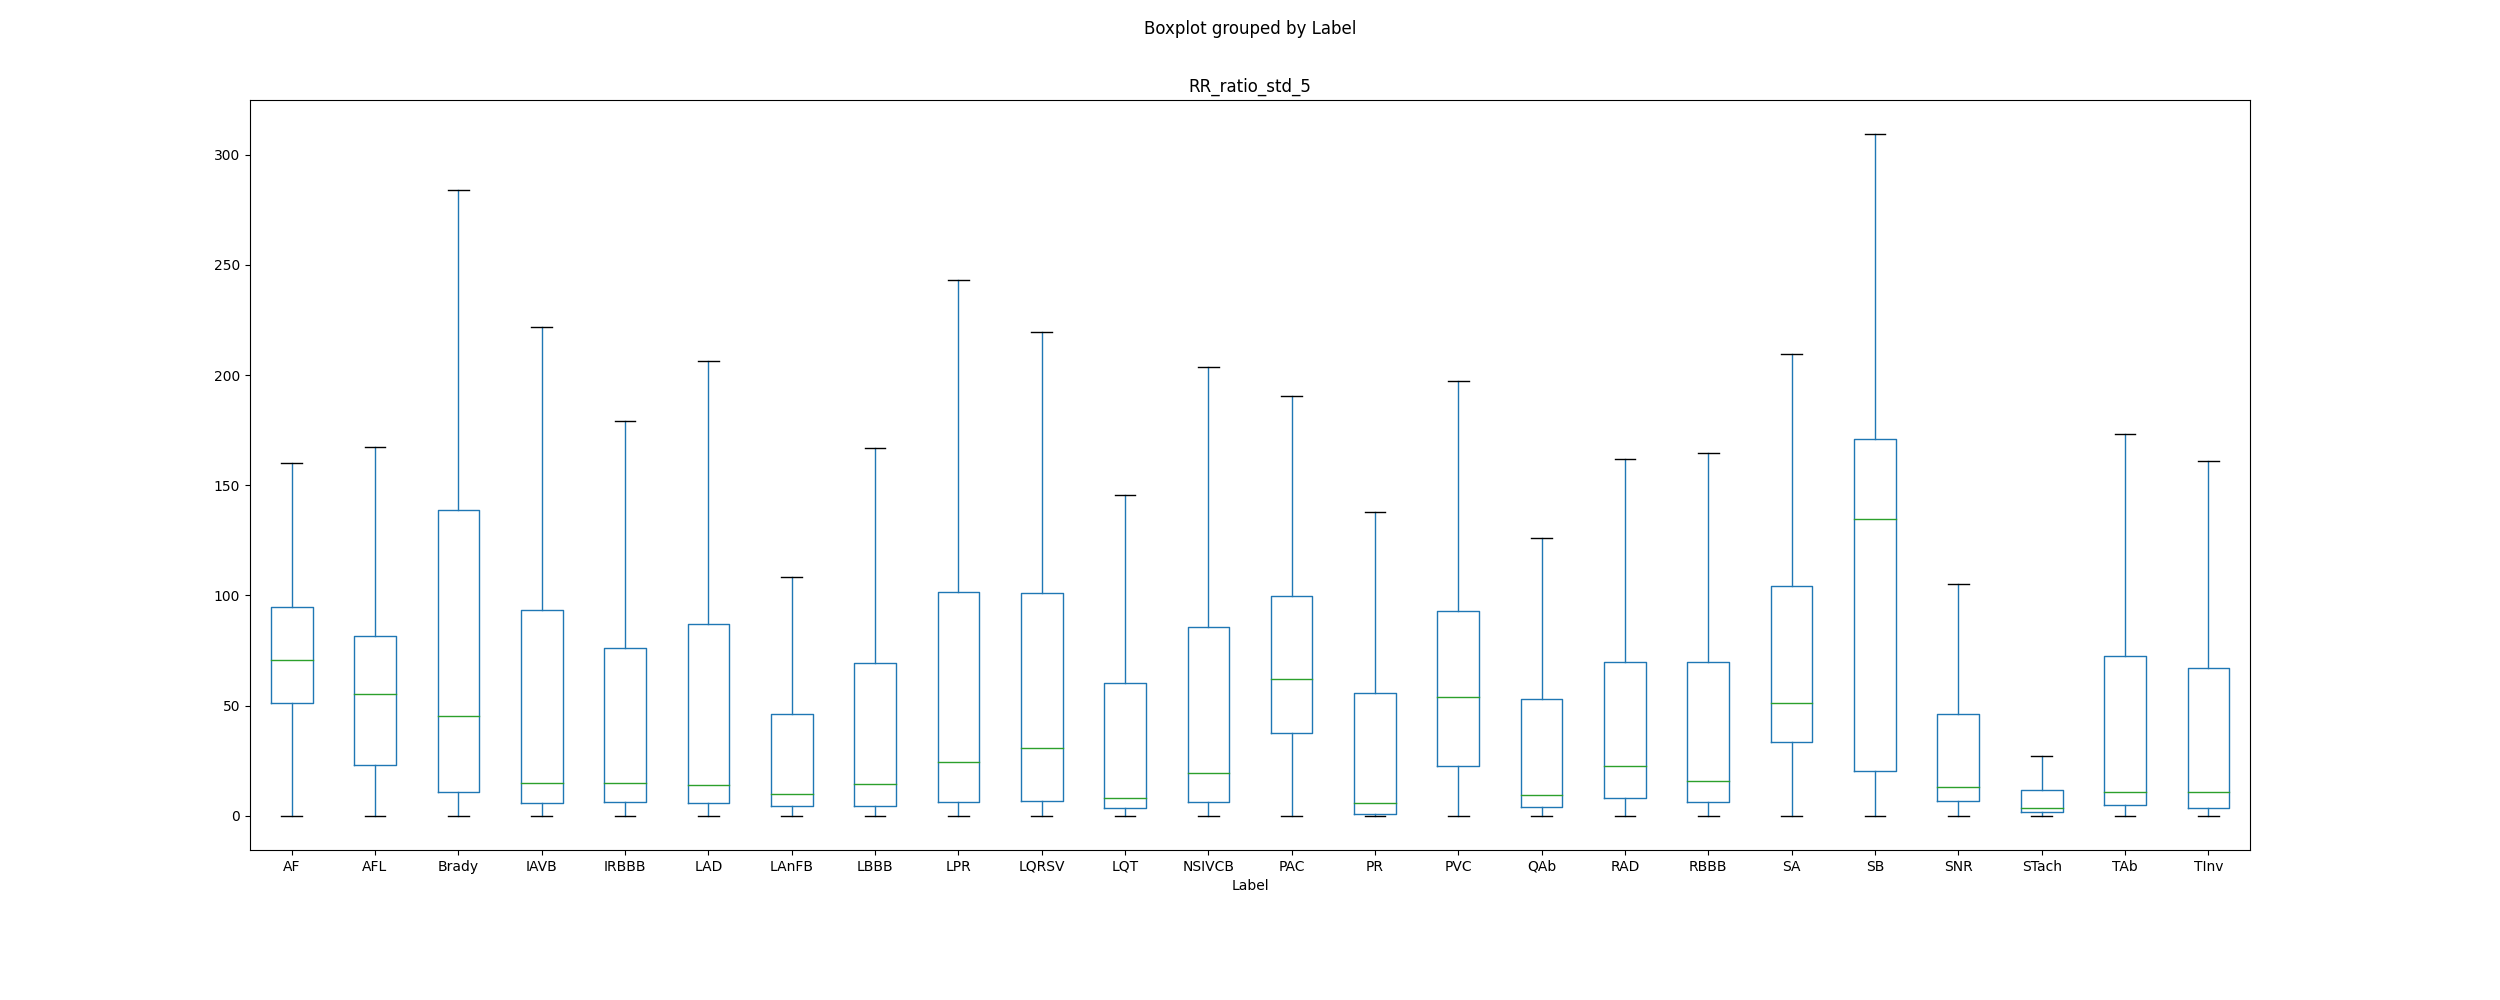 Boxplot grouped by Label
RR_ratio_std_5
300
250
200
150
100
50
0
AF AFL Brady IAVB IRBBB LAD LAnFB LBBB LPR LQRSV LQT NSIVCB PAC PR PVC QAb RAD RBBB SA SB SNR STach TAb TInv
Label